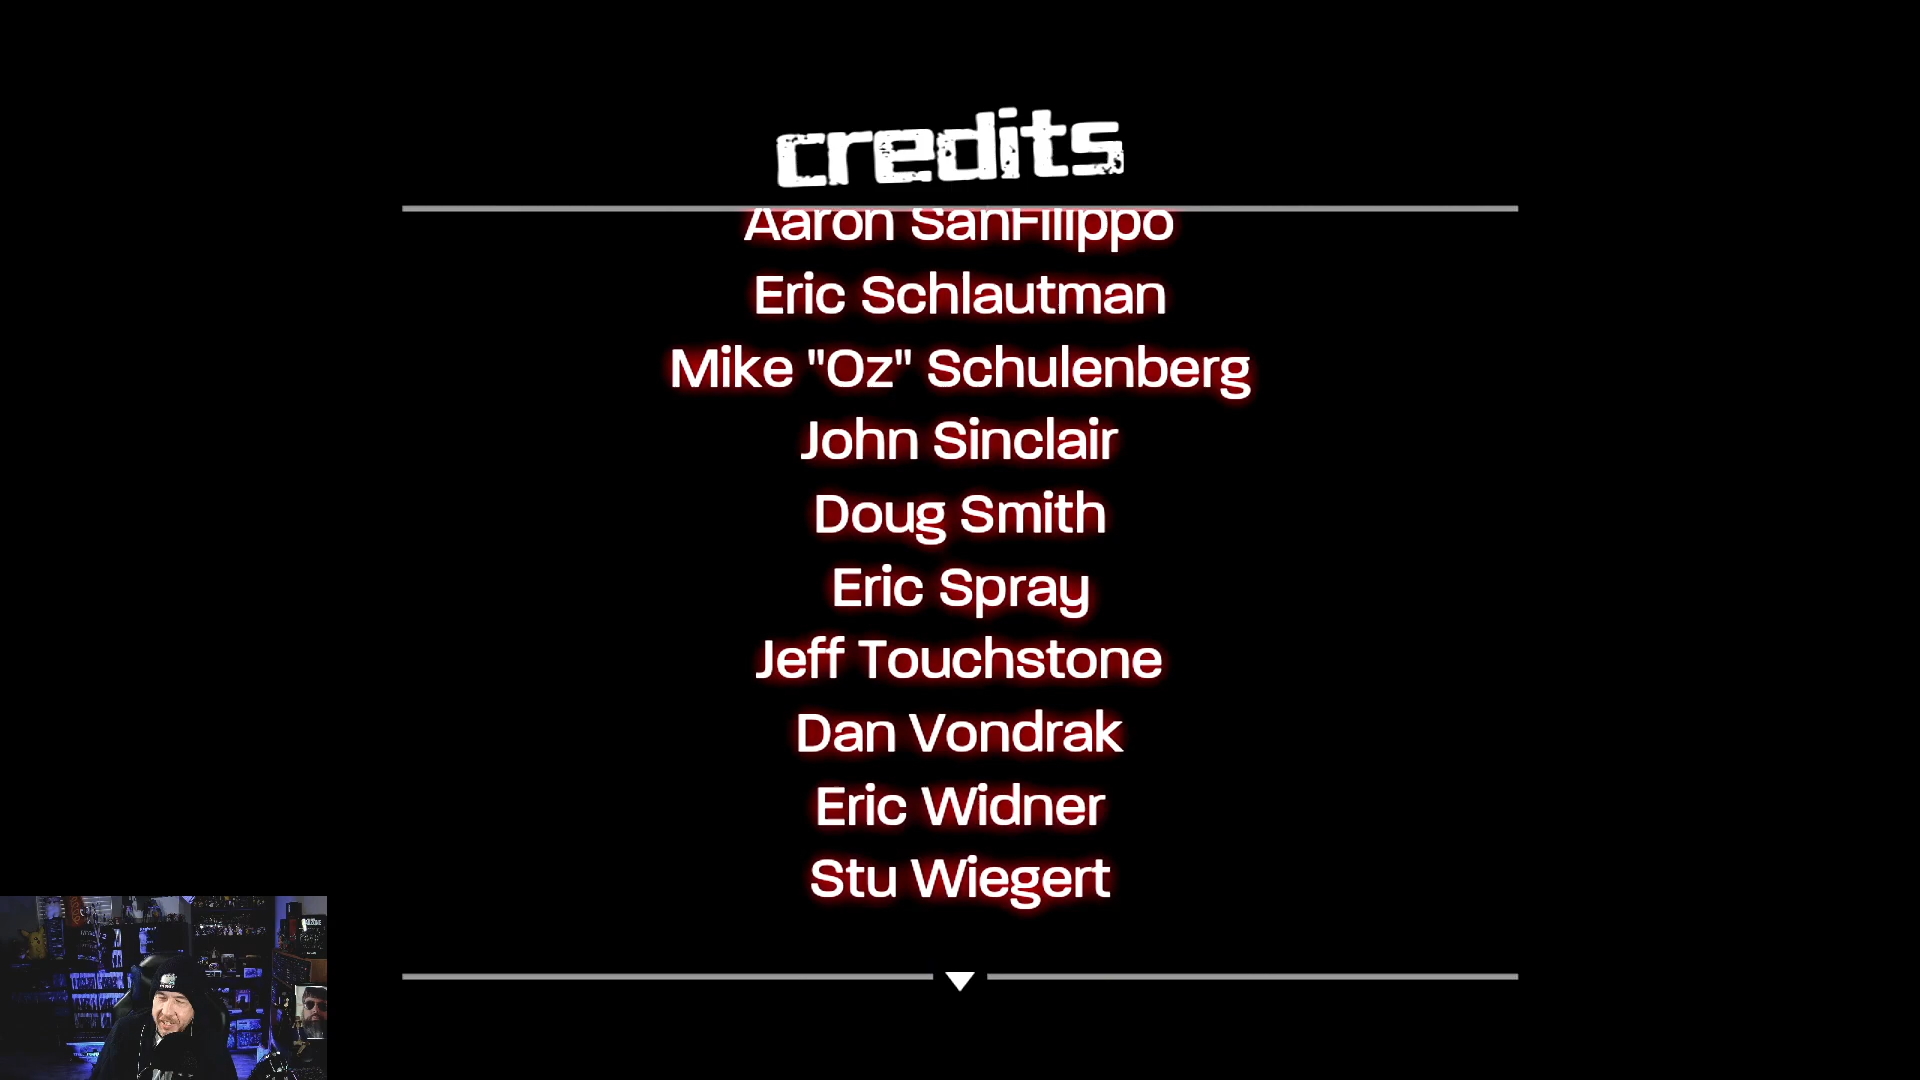 credits
Aaron SanFilippo
Eric Schlautman
Mike "Oz" Schulenberg
John Sinclair
Doug Smith
Eric Spray
Jeff Touchstone
Dan Vondrak
Eric Widner
Stu Wiegert